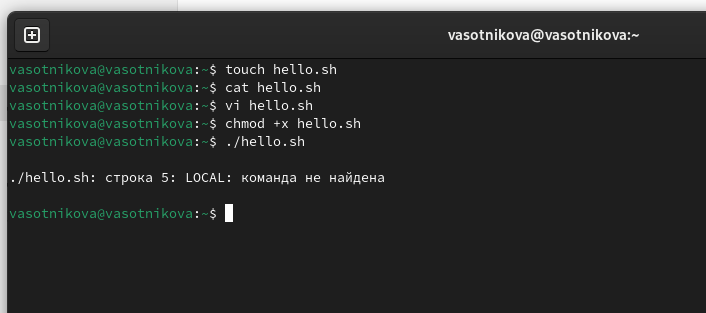 vasotnikova@vasotnikova:~
vasotnikova@vasotnikova:~$ touch hello.sh
vasotnikova@vasotnikova:~$ cat hello.sh
vasotnikova@vasotnikova:~$ vi hello.sh
vasotnikova@vasotnikova:~$ chmod +x hello.sh
vasotnikova@vasotnikova:~$ ./hello.sh
./hello.sh: строка 5: LOCAL: команда не найдена
vasotnikova@vasotnikova:~$